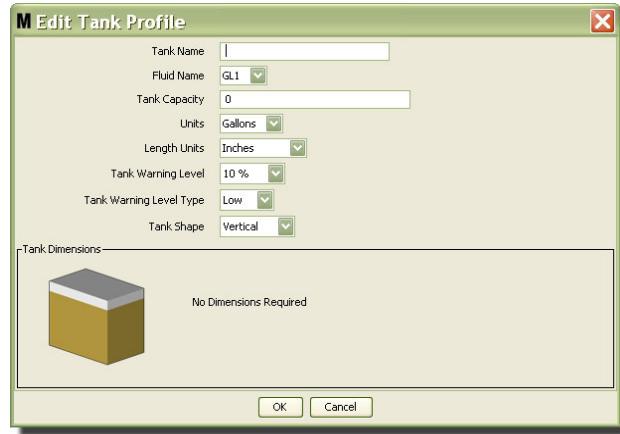 M Edit Tank Profile
Tank Name
Fluid Name GL1
Tank Capacity 0
Units Gallons
Length Units Inches
Tank Warning Level 10 %
Tank Warning Level Type Low
Tank Shape Vertical
Tank Dimensions
No Dimensions Required
OK Cancel